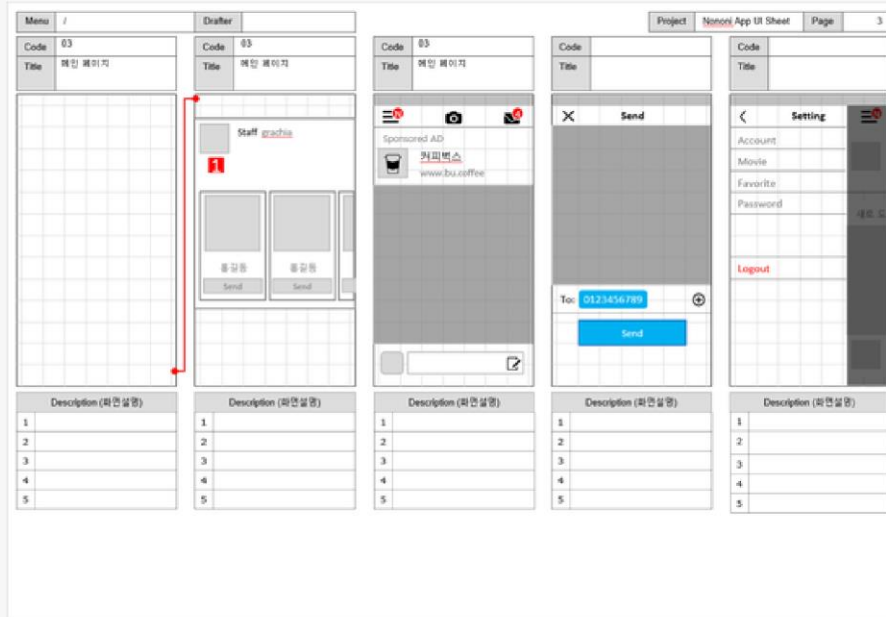 Menu / Drafter Project Nononi App UI Sheet Page 3
Code 03
Title 메인 페이지
Code 03
Title 메인 페이지
Staff grachia
1
홍길동 홍길동
Send Send
Code 03
Title 메인 페이지
N 4
Sponsored AD
커피벅스
www.bu.coffee
Code
Title
Send
To: 0123456789
Send
Code
Title
Setting
Account
Movie
Favorite
Password
Logout
Description (화면설명)
1
2
3
4
5
Description (화면설명)
1
2
3
4
5
Description (화면설명)
1
2
3
4
5
Description (화면설명)
1
2
3
4
5
Description (화면설명)
1
2
3
4
5